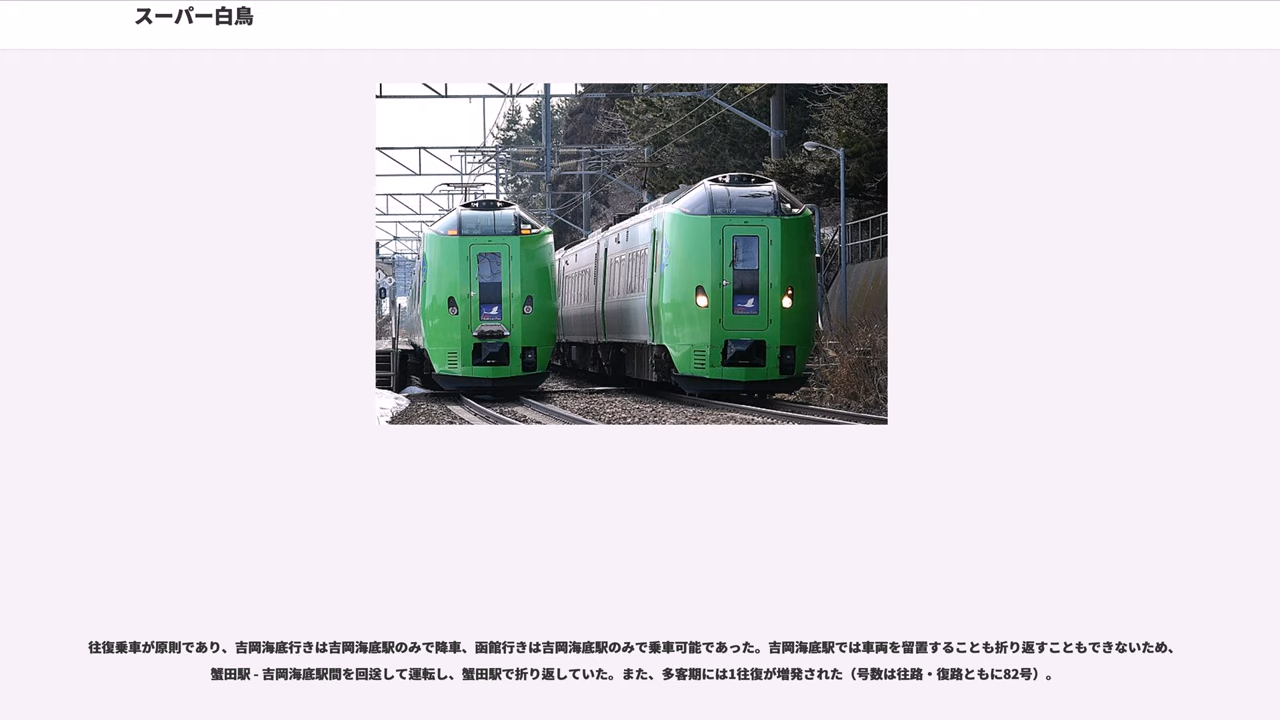 スーパー白鳥
往復乗車が原則であり、吉岡海底行きは吉岡海底駅のみで降車、函館行きは吉岡海底駅のみで乗車可能であった。吉岡海底駅では車両を留置することも折り返すこともできないため、
蟹田駅 - 吉岡海底駅間を回送して運転し、蟹田駅で折り返していた。また、多客期には1往復が増発された（号数は往路・復路ともに82号）。